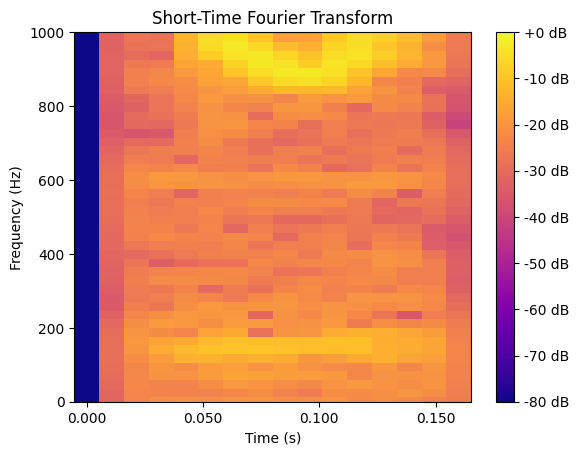 Short-Time Fourier Transform
Frequency (Hz)
1000
800
600
400
200
0
0.000
0.050
0.100
0.150
Time (s)
+0 dB
-10 dB
-20 dB
-30 dB
-40 dB
-50 dB
-60 dB
-70 dB
-80 dB